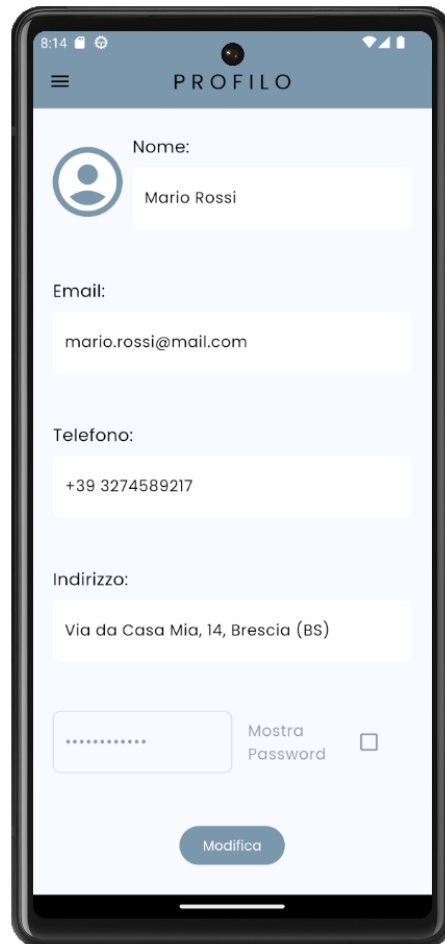 8:14
PROFILO
Nome:
Mario Rossi
Email:
mario.rossi@mail.com
Telefono:
+39 3274589217
Indirizzo:
Via da Casa Mia, 14, Brescia (BS)
••••••••••••
Mostra
Password
Modifica